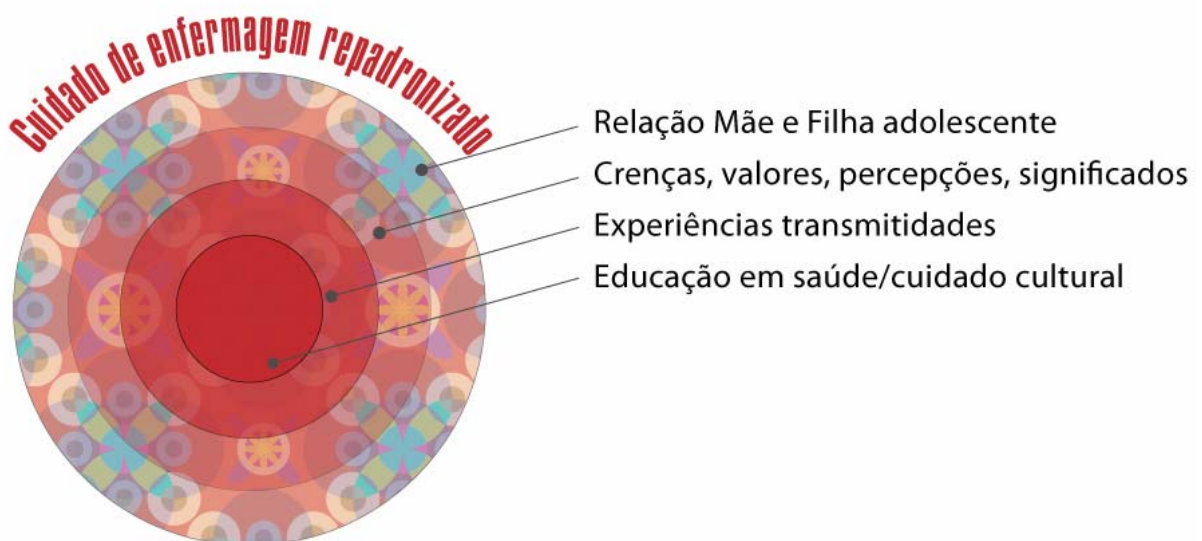 Cuidado de enfermagem repadronizado
Relação Mãe e Filha adolescente
Crenças, valores, percepções, significados
Experiências transmitidades
Educação em saúde/cuidado cultural